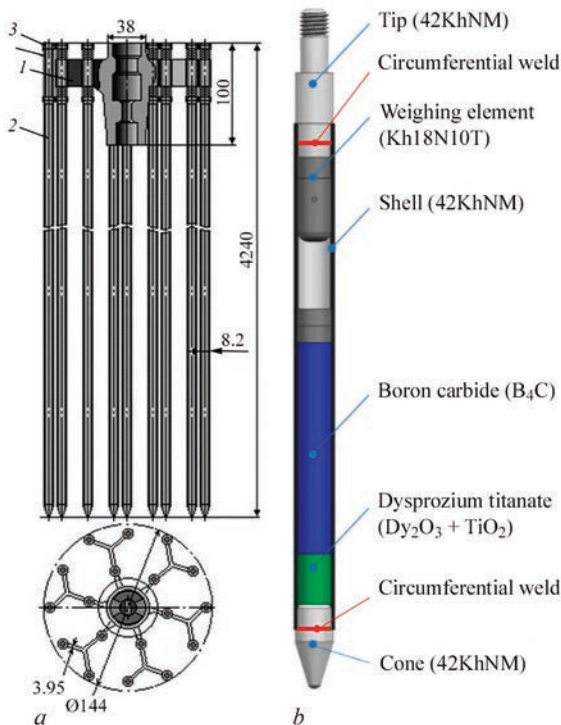 3
1
2
38
100
4240
8.2
3.95
Ø144
a
Tip (42KhNM)
Circumferential weld
Weighing element
(Kh18N10T)
Shell (42KhNM)
Boron carbide (B₄C)
Dysprozium titanate
(Dy₂O₃ + TiO₂)
Circumferential weld
Cone (42KhNM)
b